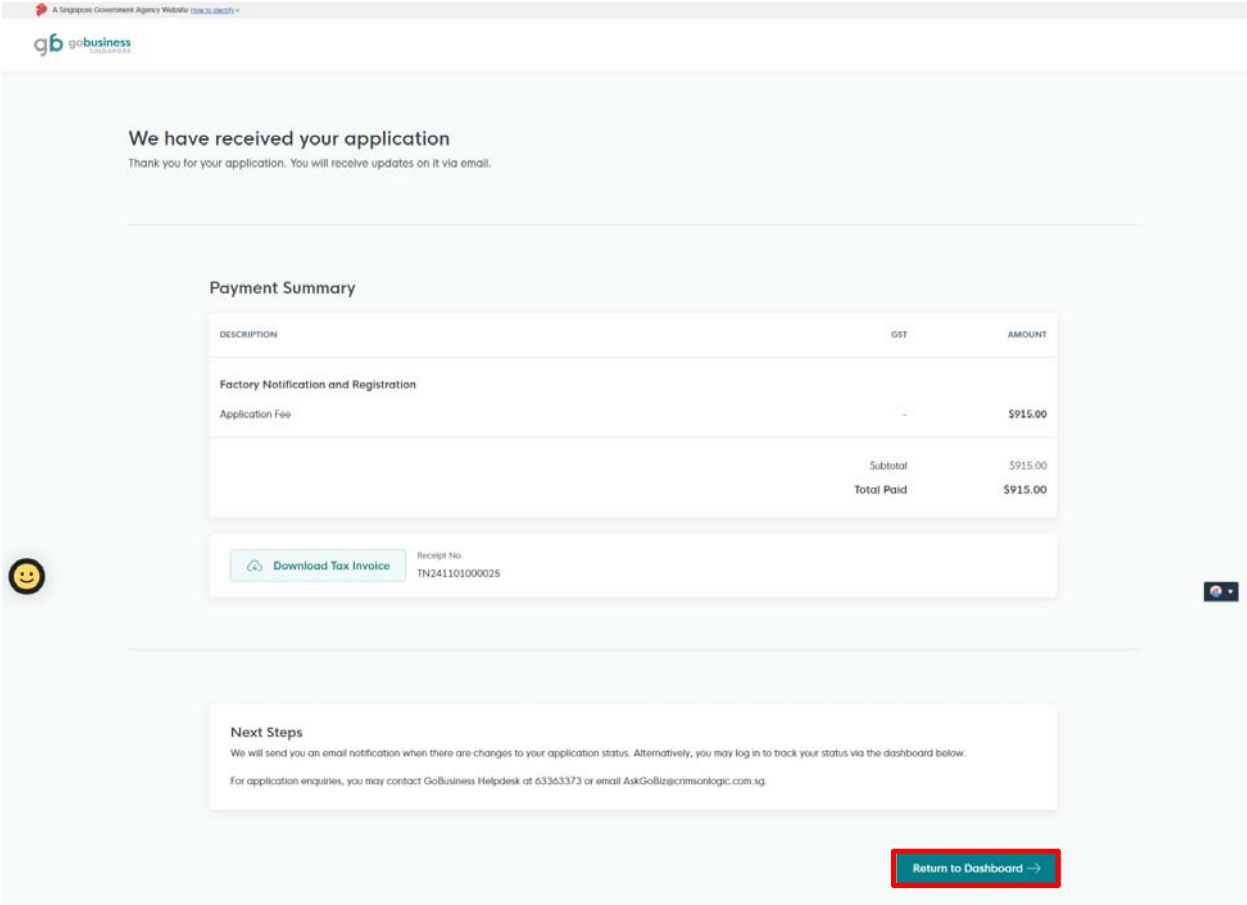 A Singapore Government Agency Website How to identify
gb gobusiness
SINGAPORE
We have received your application
Thank you for your application. You will receive updates on it via email.
Payment Summary
DESCRIPTION GST AMOUNT
Factory Notification and Registration
Application Fee - $915.00
Subtotal $915.00
Total Paid $915.00
Download Tax Invoice
Receipt No.
TN241101000025
Next Steps
We will send you an email notification when there are changes to your application status. Alternatively, you may log in to track your status via the dashboard below.
For application enquiries, you may contact GoBusiness Helpdesk at 63363373 or email AskGoBiz@crimsonlogic.com.sg.
Return to Dashboard →